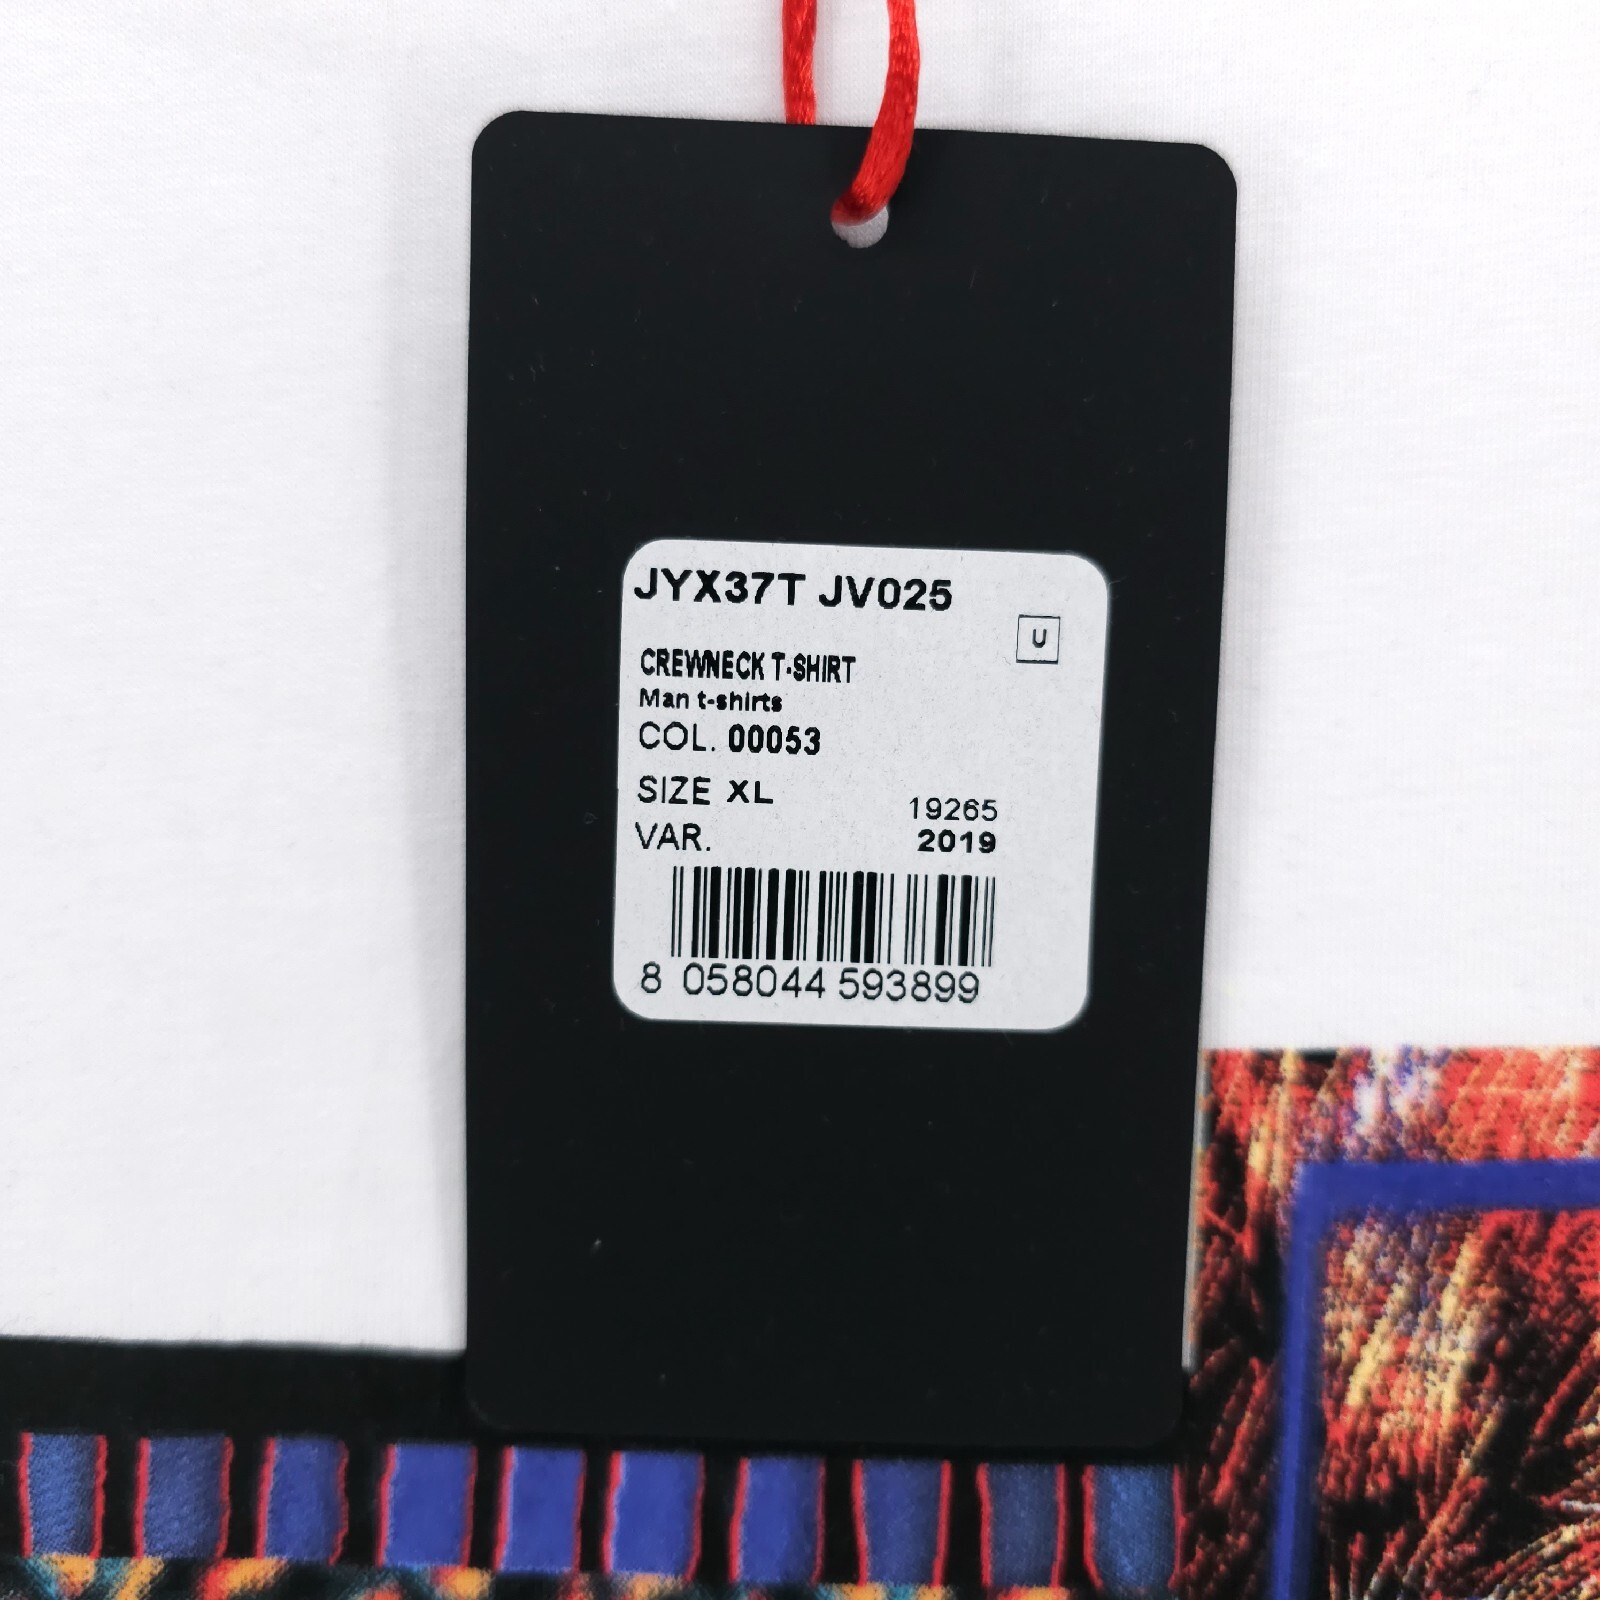 JYX37T JV025
U
CREWNECK T-SHIRT
Man t-shirts
COL. 00053
SIZE XL
19265
VAR.
2019
8 058044 593899